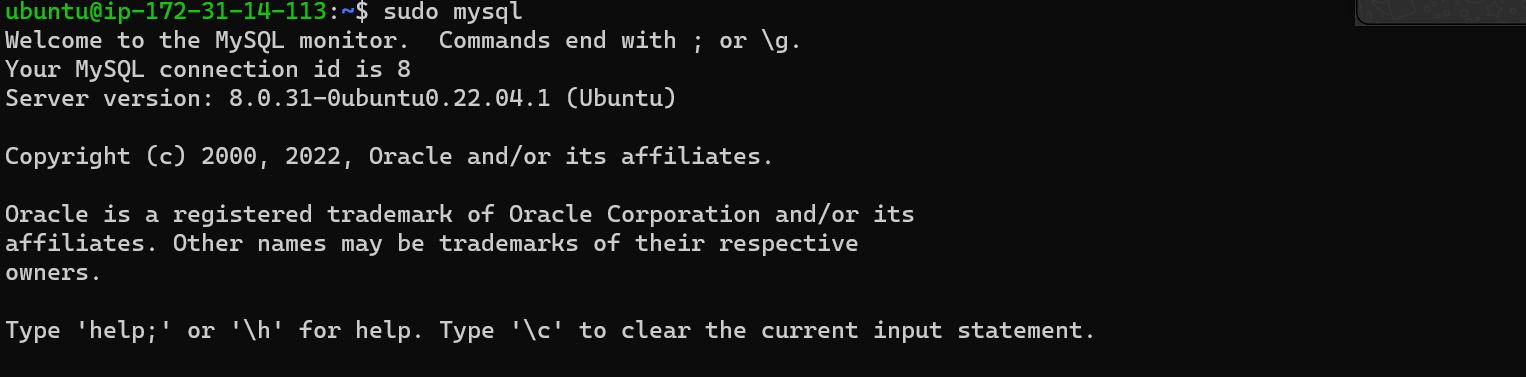 ubuntu@ip-172-31-14-113:~$ sudo mysql
Welcome to the MySQL monitor.  Commands end with ; or \g.
Your MySQL connection id is 8
Server version: 8.0.31-0ubuntu0.22.04.1 (Ubuntu)
Copyright (c) 2000, 2022, Oracle and/or its affiliates.
Oracle is a registered trademark of Oracle Corporation and/or its
affiliates. Other names may be trademarks of their respective
owners.
Type 'help;' or '\h' for help. Type '\c' to clear the current input statement.